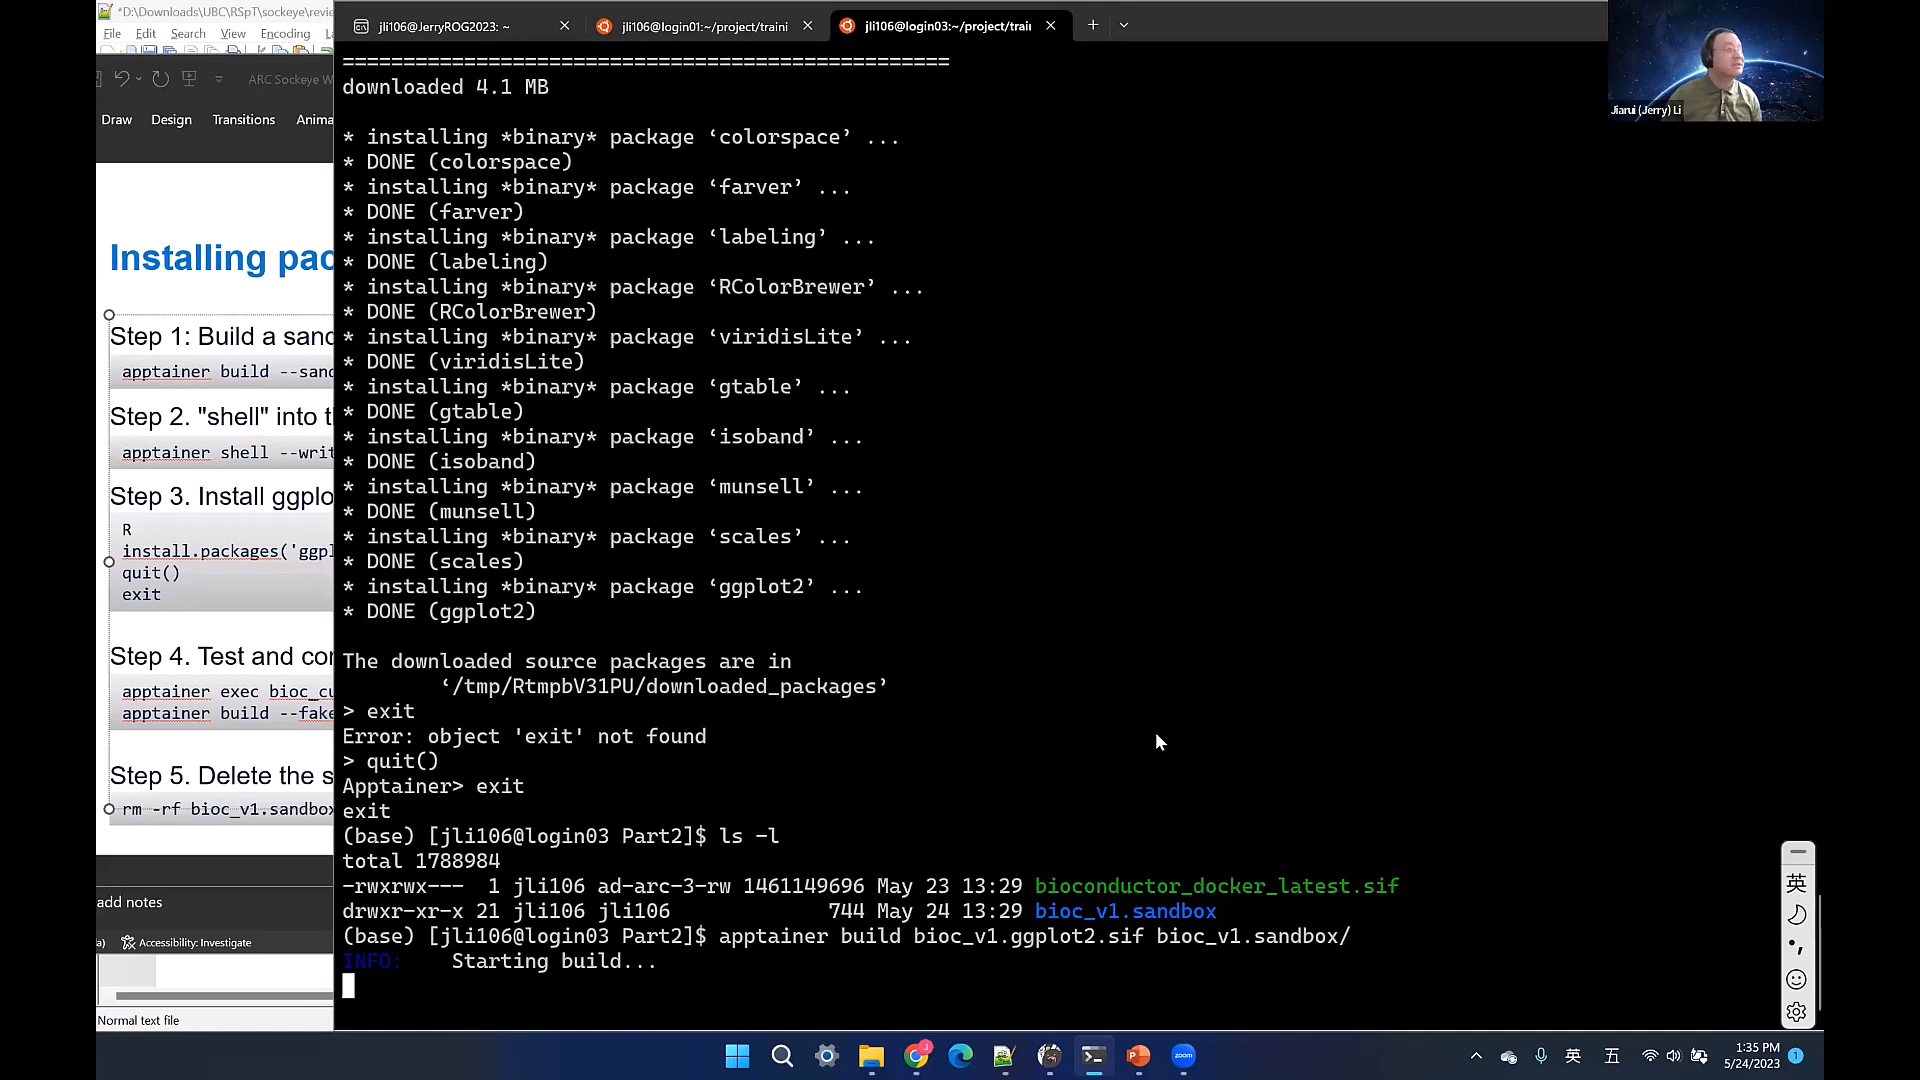 *D:\Downloads\UBC\RSpT\sockeye\revie
File Edit Search View Encoding La
ARC Sockeye W
Draw Design Transitions Anima
Installing pac
Step 1: Build a sand
apptainer build --sand
Step 2. "shell" into t
apptainer shell --writ
Step 3. Install ggplo
R
install.packages('ggpl
quit()
exit
Step 4. Test and cor
apptainer exec bioc_cu
apptainer build --fake
Step 5. Delete the s
rm -rf bioc_v1.sandbox
add notes
Accessibility: Investigate
Normal text file
jli106@JerryROG2023: ~
jli106@login01:~/project/traini
jli106@login03:~/project/train
==================================================
downloaded 4.1 MB
* installing *binary* package ‘colorspace’ ...
* DONE (colorspace)
* installing *binary* package ‘farver’ ...
* DONE (farver)
* installing *binary* package ‘labeling’ ...
* DONE (labeling)
* installing *binary* package ‘RColorBrewer’ ...
* DONE (RColorBrewer)
* installing *binary* package ‘viridisLite’ ...
* DONE (viridisLite)
* installing *binary* package ‘gtable’ ...
* DONE (gtable)
* installing *binary* package ‘isoband’ ...
* DONE (isoband)
* installing *binary* package ‘munsell’ ...
* DONE (munsell)
* installing *binary* package ‘scales’ ...
* DONE (scales)
* installing *binary* package ‘ggplot2’ ...
* DONE (ggplot2)
The downloaded source packages are in
‘/tmp/RtmpbV31PU/downloaded_packages’
> exit
Error: object 'exit' not found
> quit()
Apptainer> exit
exit
(base) [jli106@login03 Part2]$ ls -l
total 1788984
-rwxrwx--- 1 jli106 ad-arc-3-rw 1461149696 May 23 13:29 bioconductor_docker_latest.sif
drwxr-xr-x 21 jli106 jli106 744 May 24 13:29 bioc_v1.sandbox
(base) [jli106@login03 Part2]$ apptainer build bioc_v1.ggplot2.sif bioc_v1.sandbox/
INFO: Starting build...
Jiarui (Jerry) Li
英
英 五
zoom
1:35 PM
5/24/2023
1